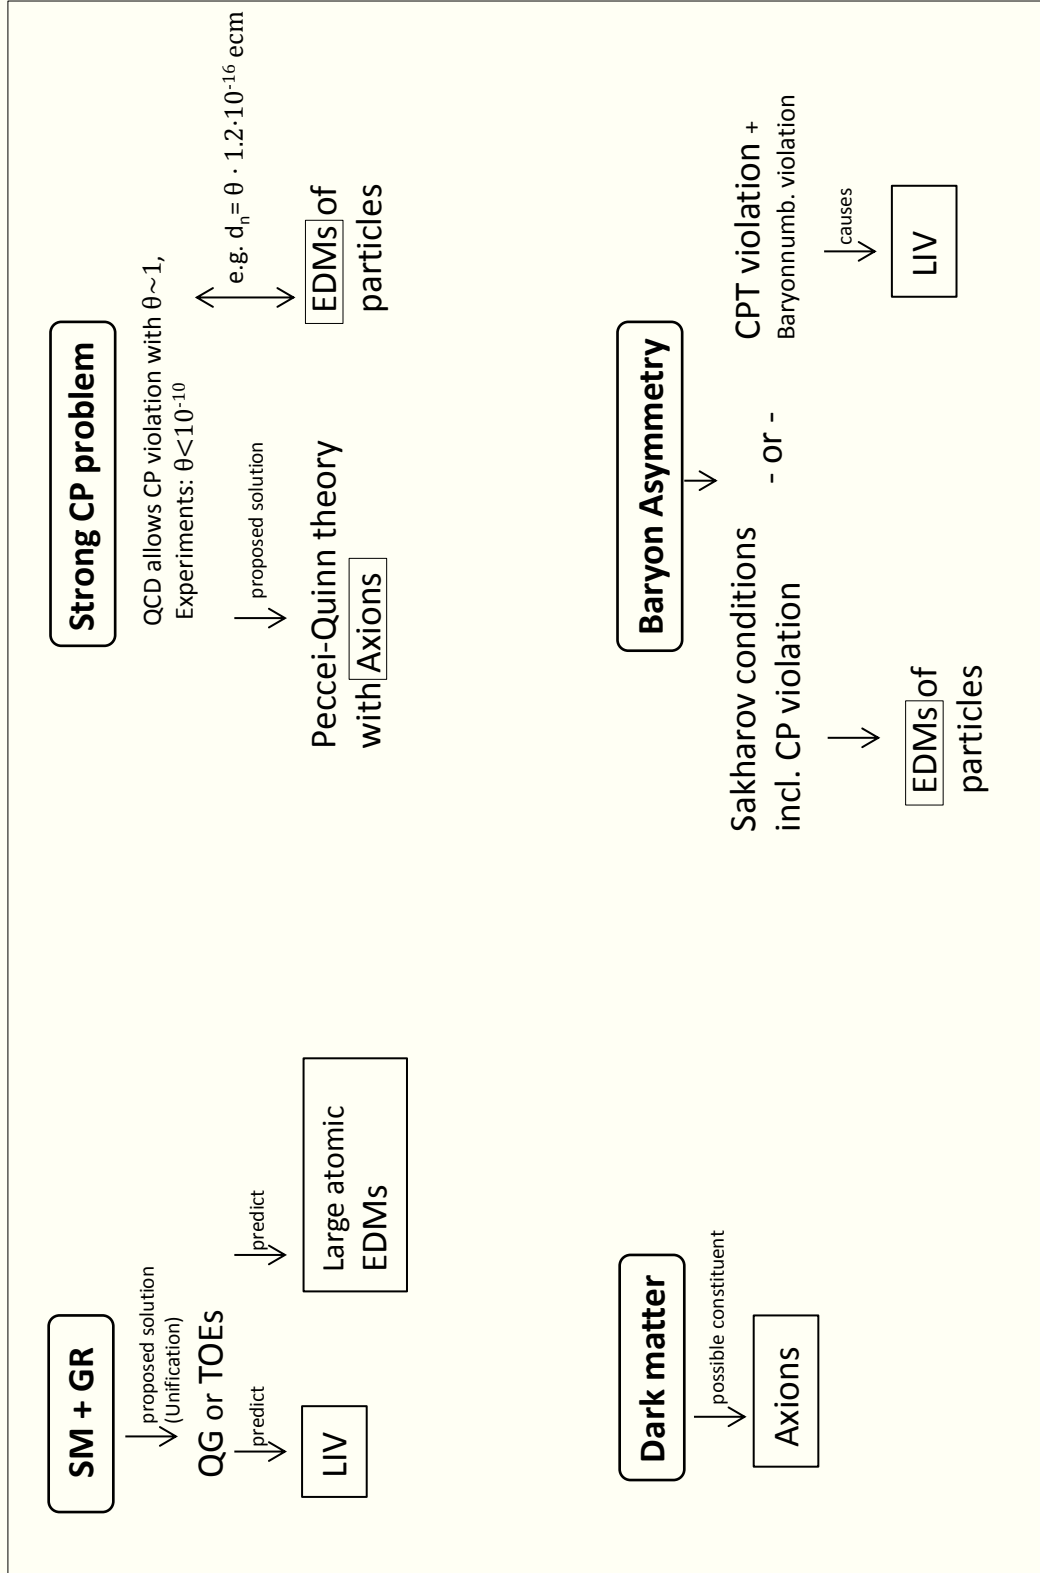 SM + GR
proposed solution
(Unification)
QG or TOEs
predict
predict
LIV
Large atomic
EDMs
Strong CP problem
QCD allows CP violation with θ~1,
Experiments: θ<10⁻¹⁰
proposed solution
e.g. dₙ= θ · 1.2·10⁻¹⁶ ecm
Peccei-Quinn theory
with Axions
EDMs of
particles
Dark matter
possible constituent
Axions
Baryon Asymmetry
Sakharov conditions
incl. CP violation
- or -
CPT violation +
Baryonnumb. violation
causes
EDMs of
particles
LIV